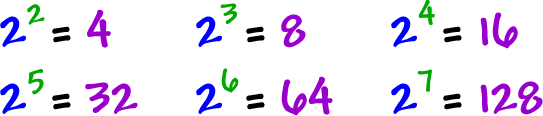 2² = 4 2³ = 8 2⁴ = 16
2⁵ = 32 2⁶ = 64 2⁷ = 128